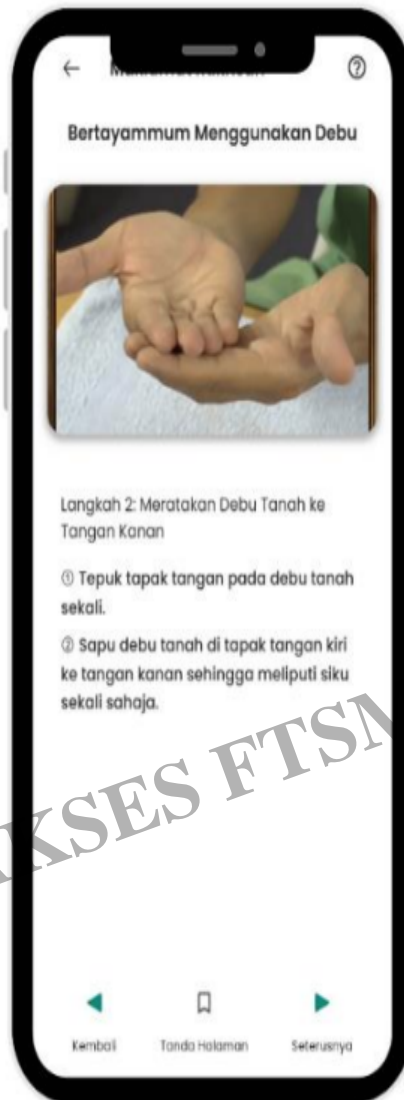 Bertayammum Menggunakan Debu
Langkah 2: Meratakan Debu Tanah ke
Tangan Kanan
① Tepuk tapak tangan pada debu tanah
sekali.
② Sapu debu tanah di tapak tangan kiri
ke tangan kanan sehingga meliputi siku
sekali sahaja.
KSES FTSM
Kembali
Tanda Halaman
Seterusnya